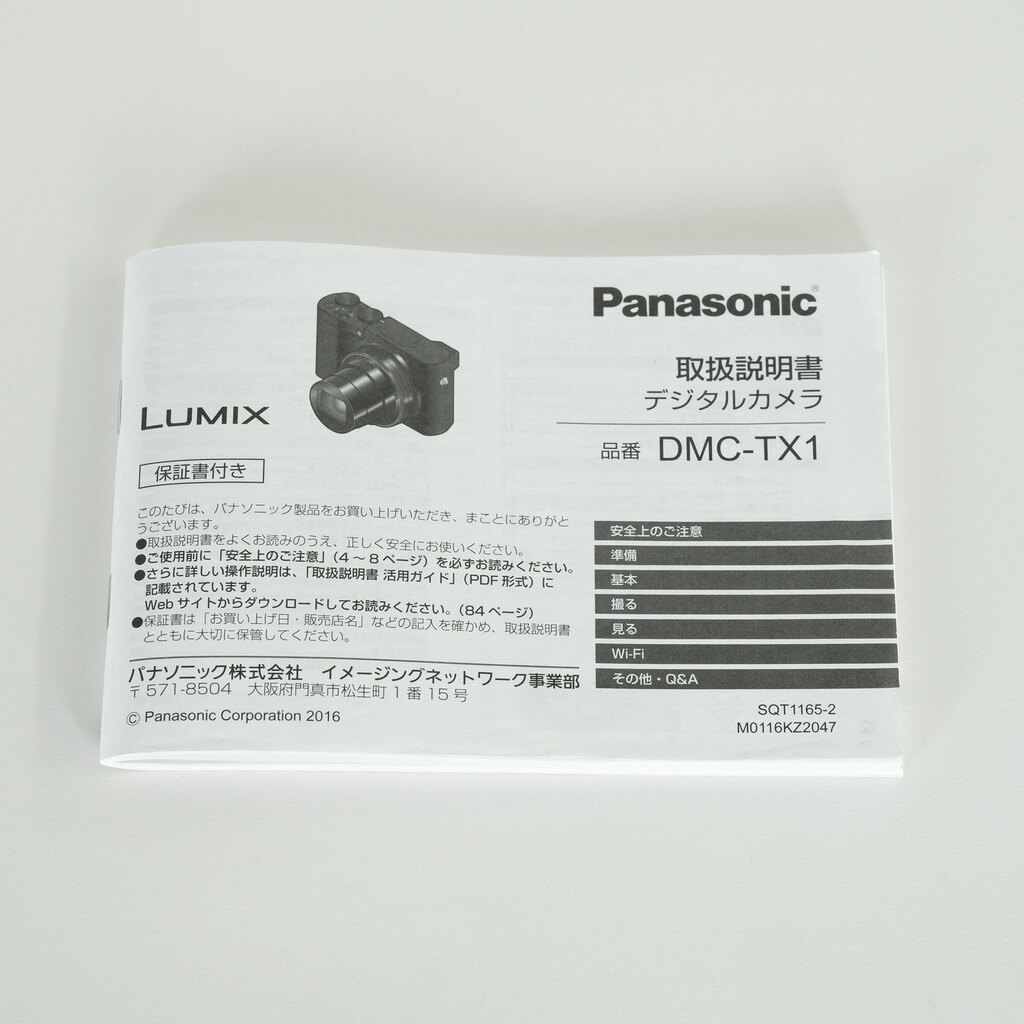 Panasonic®
取扱説明書
デジタルカメラ
品番 DMC-TX1
LUMIX
保証書付き
このたびは、パナソニック製品をお買い上げいただき、まことにありがと
うございます。
●取扱説明書をよくお読みのうえ、正しく安全にお使いください。
●ご使用前に「安全上のご注意」(4～8ページ)を必ずお読みください。
●さらに詳しい操作説明は、「取扱説明書 活用ガイド」(PDF形式)に
記載されています。
Webサイトからダウンロードしてお読みください。(84ページ)
●保証書は「お買い上げ日・販売店名」などの記入を確かめ、取扱説明書
とともに大切に保管してください。
パナソニック株式会社 イメージングネットワーク事業部
〒571-8504 大阪府門真市松生町1番15号
© Panasonic Corporation 2016
安全上のご注意
準備
基本
撮る
見る
Wi-Fi
その他・Q&A
SQT1165-2
M0116KZ2047